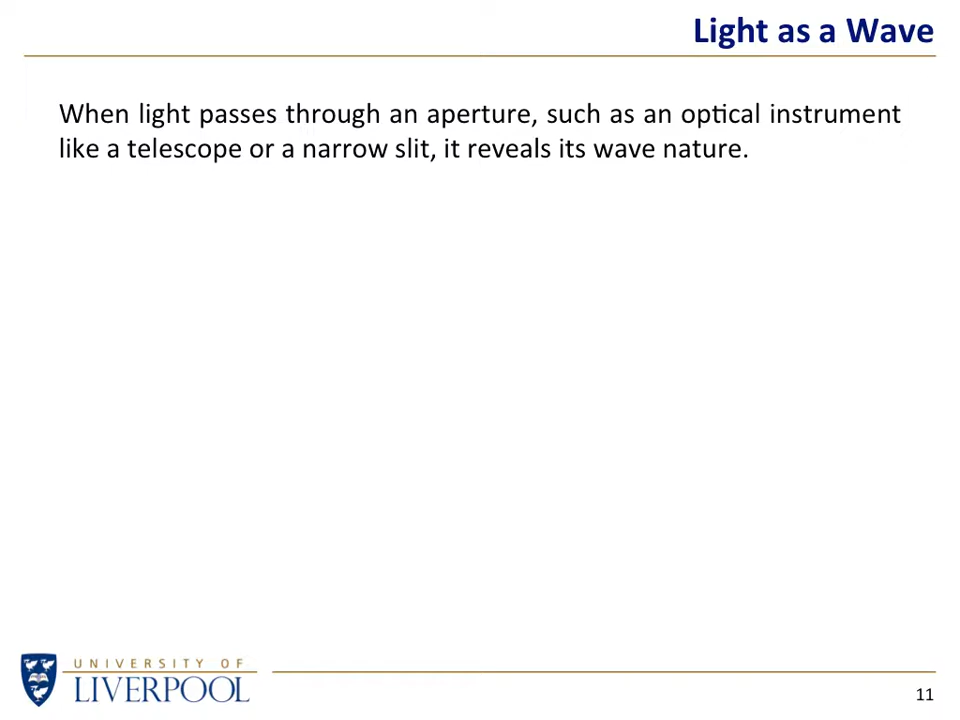 Light as a Wave
When light passes through an aperture, such as an optical instrument
like a telescope or a narrow slit, it reveals its wave nature.
UNIVERSITY OF
LIVERPOOL
11